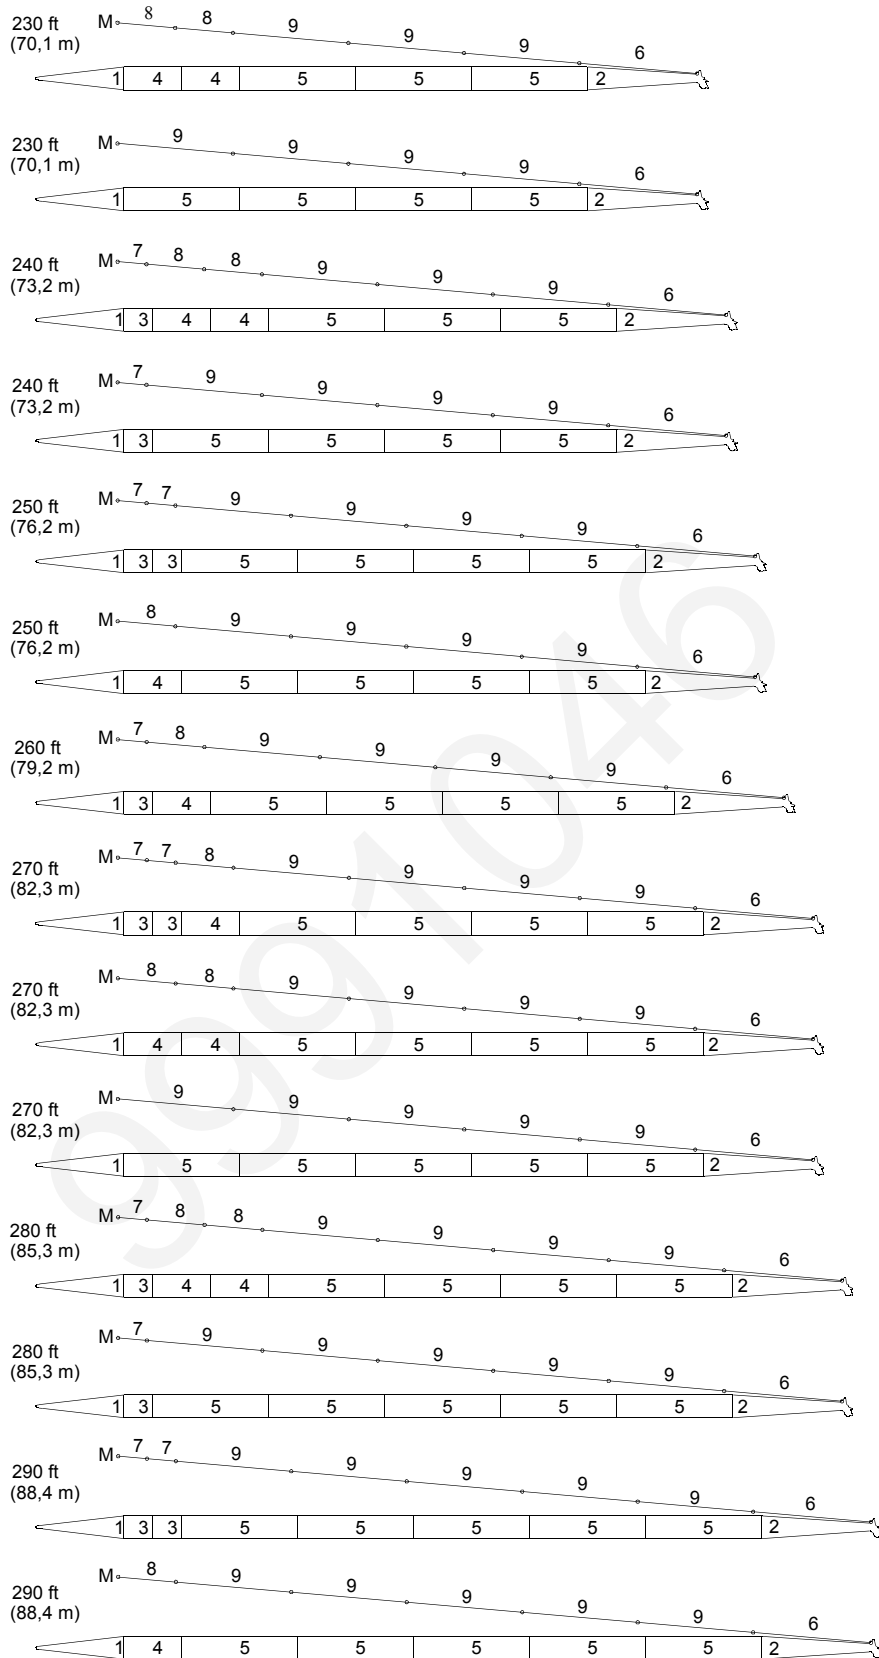 230 ft
(70,1 m)
M 8 8 9 9 9 6
1 4 4 5 5 5 2
230 ft
(70,1 m)
M 9 9 9 9 6
1 5 5 5 5 2
240 ft
(73,2 m)
M 7 8 8 9 9 9 6
1 3 4 4 5 5 5 2
240 ft
(73,2 m)
M 7 9 9 9 9 6
1 3 5 5 5 5 2
250 ft
(76,2 m)
M 7 7 9 9 9 9 6
1 3 3 5 5 5 5 2
250 ft
(76,2 m)
M 8 9 9 9 9 6
1 4 5 5 5 5 2
260 ft
(79,2 m)
M 7 8 9 9 9 9 6
1 3 4 5 5 5 5 2
270 ft
(82,3 m)
M 7 7 8 9 9 9 9 6
1 3 3 4 5 5 5 5 2
270 ft
(82,3 m)
M 8 8 9 9 9 9 6
1 4 4 5 5 5 5 2
270 ft
(82,3 m)
M 9 9 9 9 9 6
1 5 5 5 5 5 2
280 ft
(85,3 m)
M 7 8 8 9 9 9 9 6
1 3 4 4 5 5 5 5 2
280 ft
(85,3 m)
M 7 9 9 9 9 9 6
1 3 5 5 5 5 5 2
290 ft
(88,4 m)
M 7 7 9 9 9 9 9 6
1 3 3 5 5 5 5 5 2
290 ft
(88,4 m)
M 8 9 9 9 9 9 6
1 4 5 5 5 5 5 2
9991046